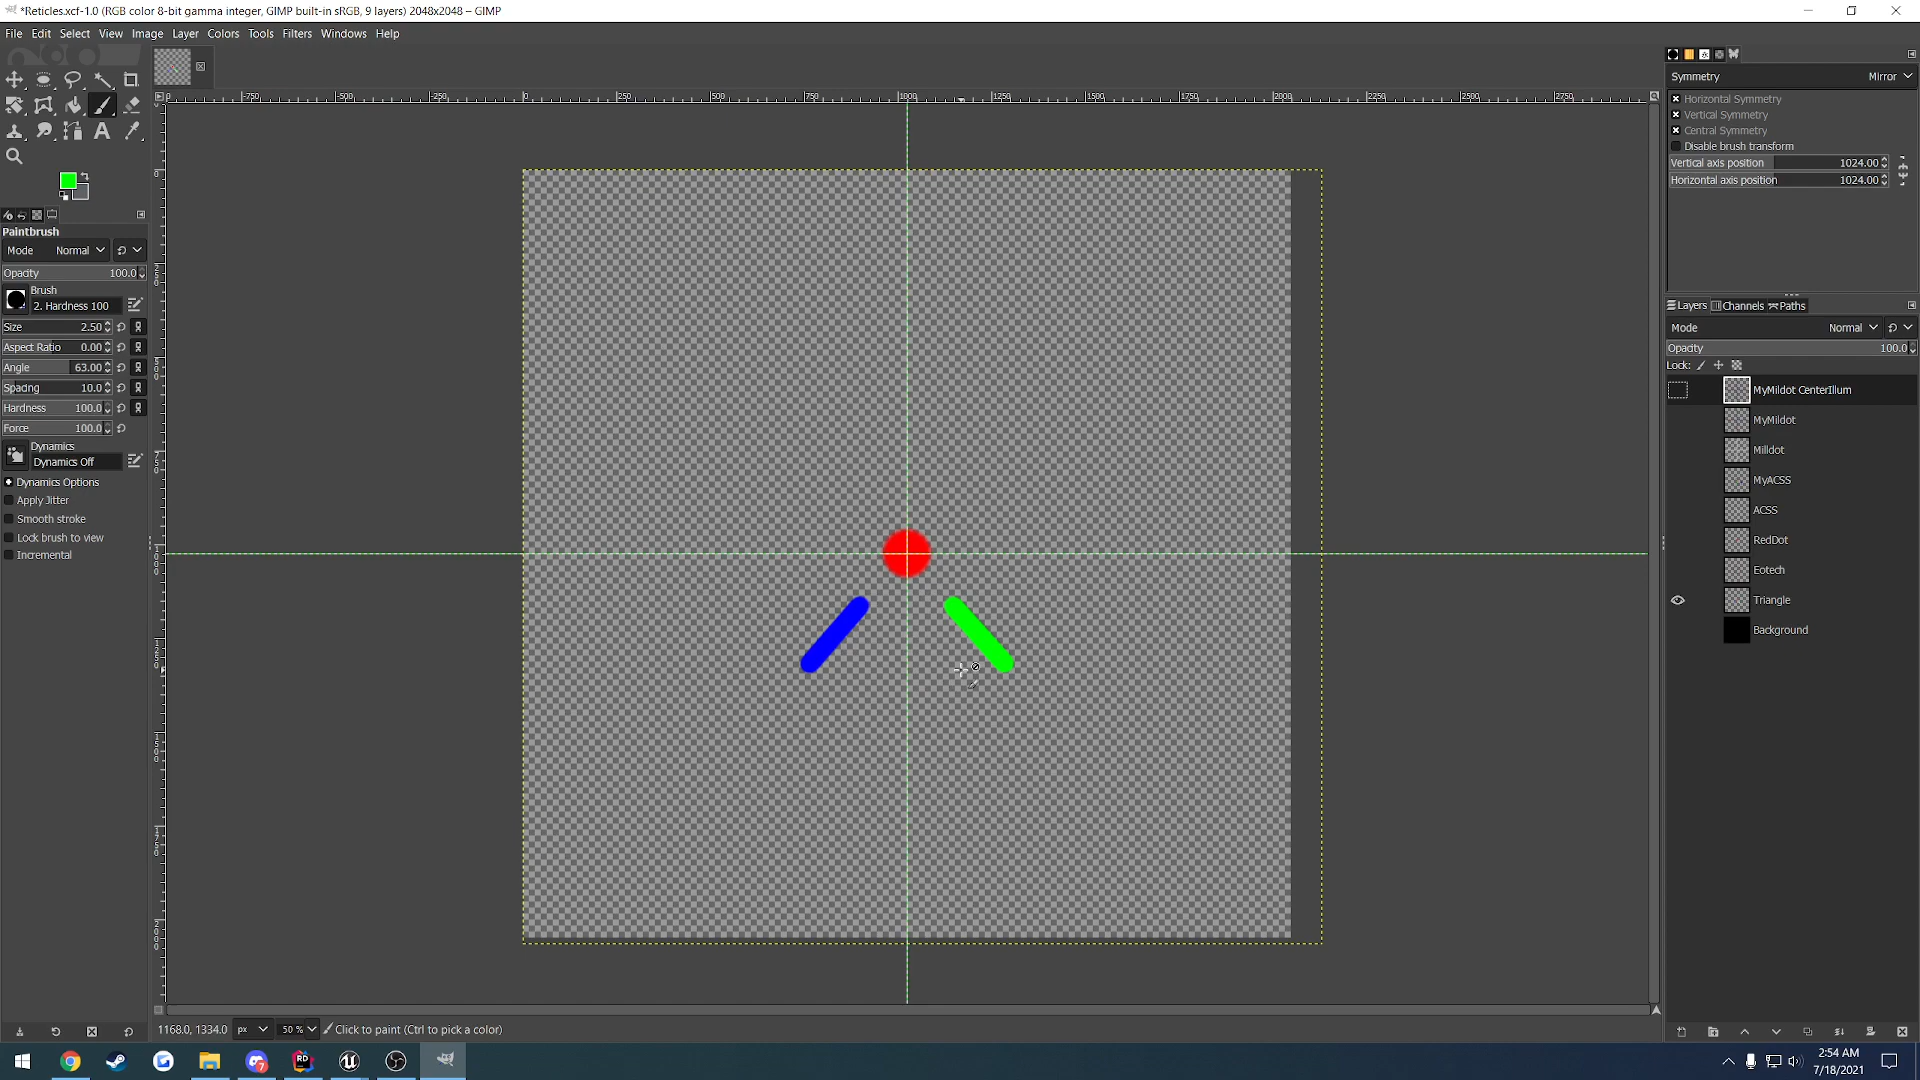 *Reticles.xcf-1.0 (RGB color 8-bit gamma integer, GIMP built-in sRGB, 9 layers) 2048x2048 – GIMP
File Edit Select View Image Layer Colors Tools Filters Windows Help
Symmetry Mirror
Horizontal Symmetry
Vertical Symmetry
Central Symmetry
Disable brush transform
Vertical axis position 1024.00
Horizontal axis position 1024.00
Paintbrush
Mode Normal
Opacity 100.0
Brush
2. Hardness 100
Size 2.50
Aspect Ratio 0.00
Angle 63.00
Spacing 10.0
Hardness 100.0
Force 100.0
Dynamics
Dynamics Off
Dynamics Options
Apply Jitter
Smooth stroke
Lock brush to view
Incremental
Layers Channels Paths
Mode Normal
Opacity 100.0
Lock:
MyMildot CenterIllum
MyMildot
Milldot
MyACSS
ACSS
RedDot
Eotech
Triangle
Background
1168.0, 1334.0 px 50 % Click to paint (Ctrl to pick a color)
2:54 AM
7/18/2021